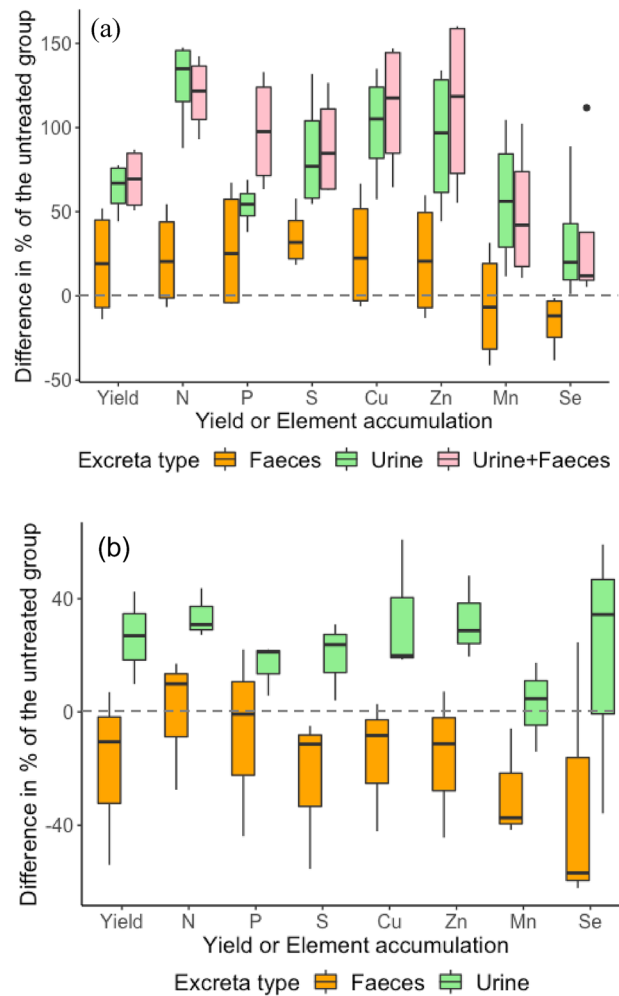 (a)
Difference in % of the untreated group
150
100
50
0
-50
Yield N P S Cu Zn Mn Se
Yield or Element accumulation
Excreta type Faeces Urine Urine+Faeces
(b)
Difference in % of the untreated group
40
0
-40
Yield N P S Cu Zn Mn Se
Yield or Element accumulation
Excreta type Faeces Urine